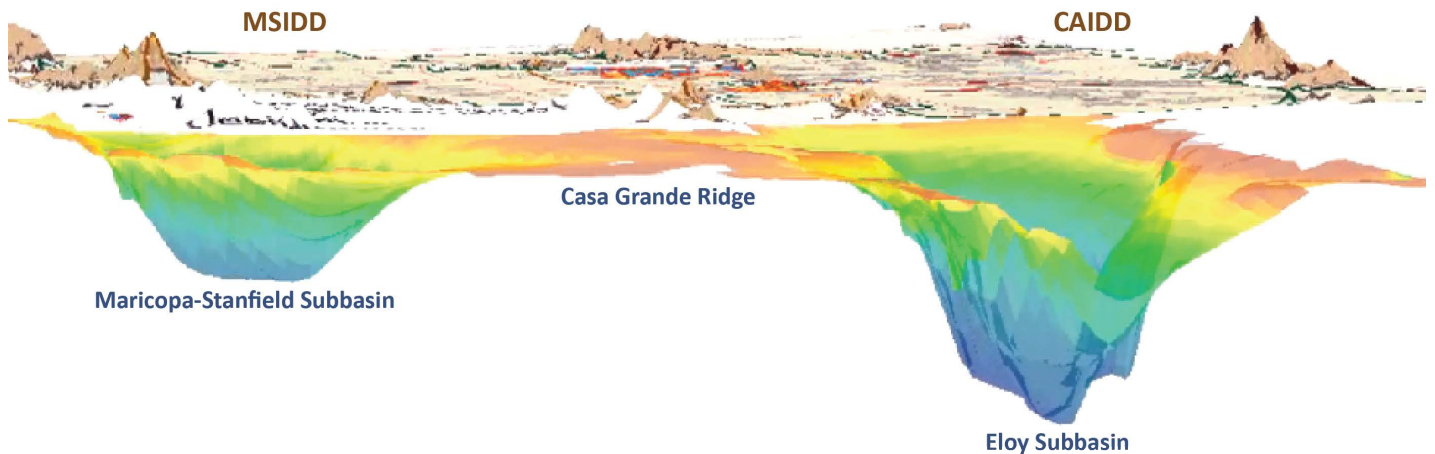 MSIDD
CAIDD
Casa Grande Ridge
Maricopa-Stanfield Subbasin
Eloy Subbasin